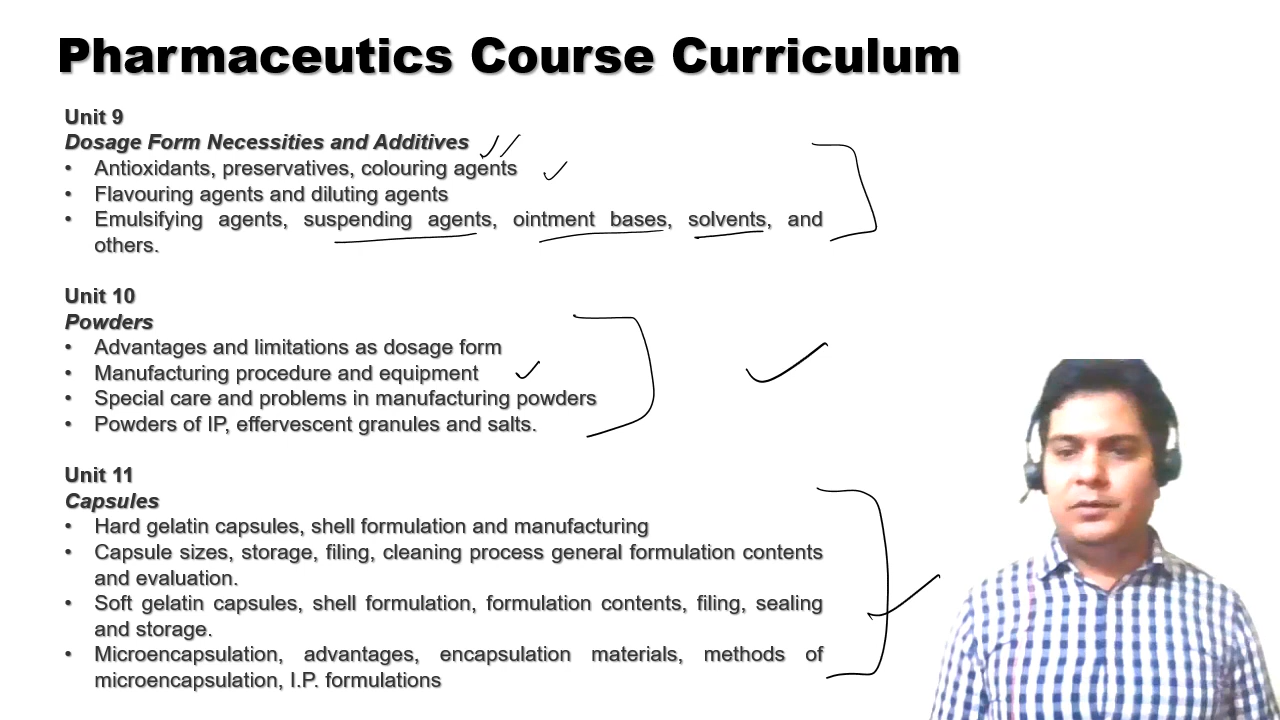 Pharmaceutics Course Curriculum
Unit 9
Dosage Form Necessities and Additives
• Antioxidants, preservatives, colouring agents
• Flavouring agents and diluting agents
• Emulsifying agents, suspending agents, ointment bases, solvents, and
others.
Unit 10
Powders
• Advantages and limitations as dosage form
• Manufacturing procedure and equipment
• Special care and problems in manufacturing powders
• Powders of IP, effervescent granules and salts.
Unit 11
Capsules
• Hard gelatin capsules, shell formulation and manufacturing
• Capsule sizes, storage, filing, cleaning process general formulation contents
and evaluation.
• Soft gelatin capsules, shell formulation, formulation contents, filing, sealing
and storage.
• Microencapsulation, advantages, encapsulation materials, methods of
microencapsulation, I.P. formulations